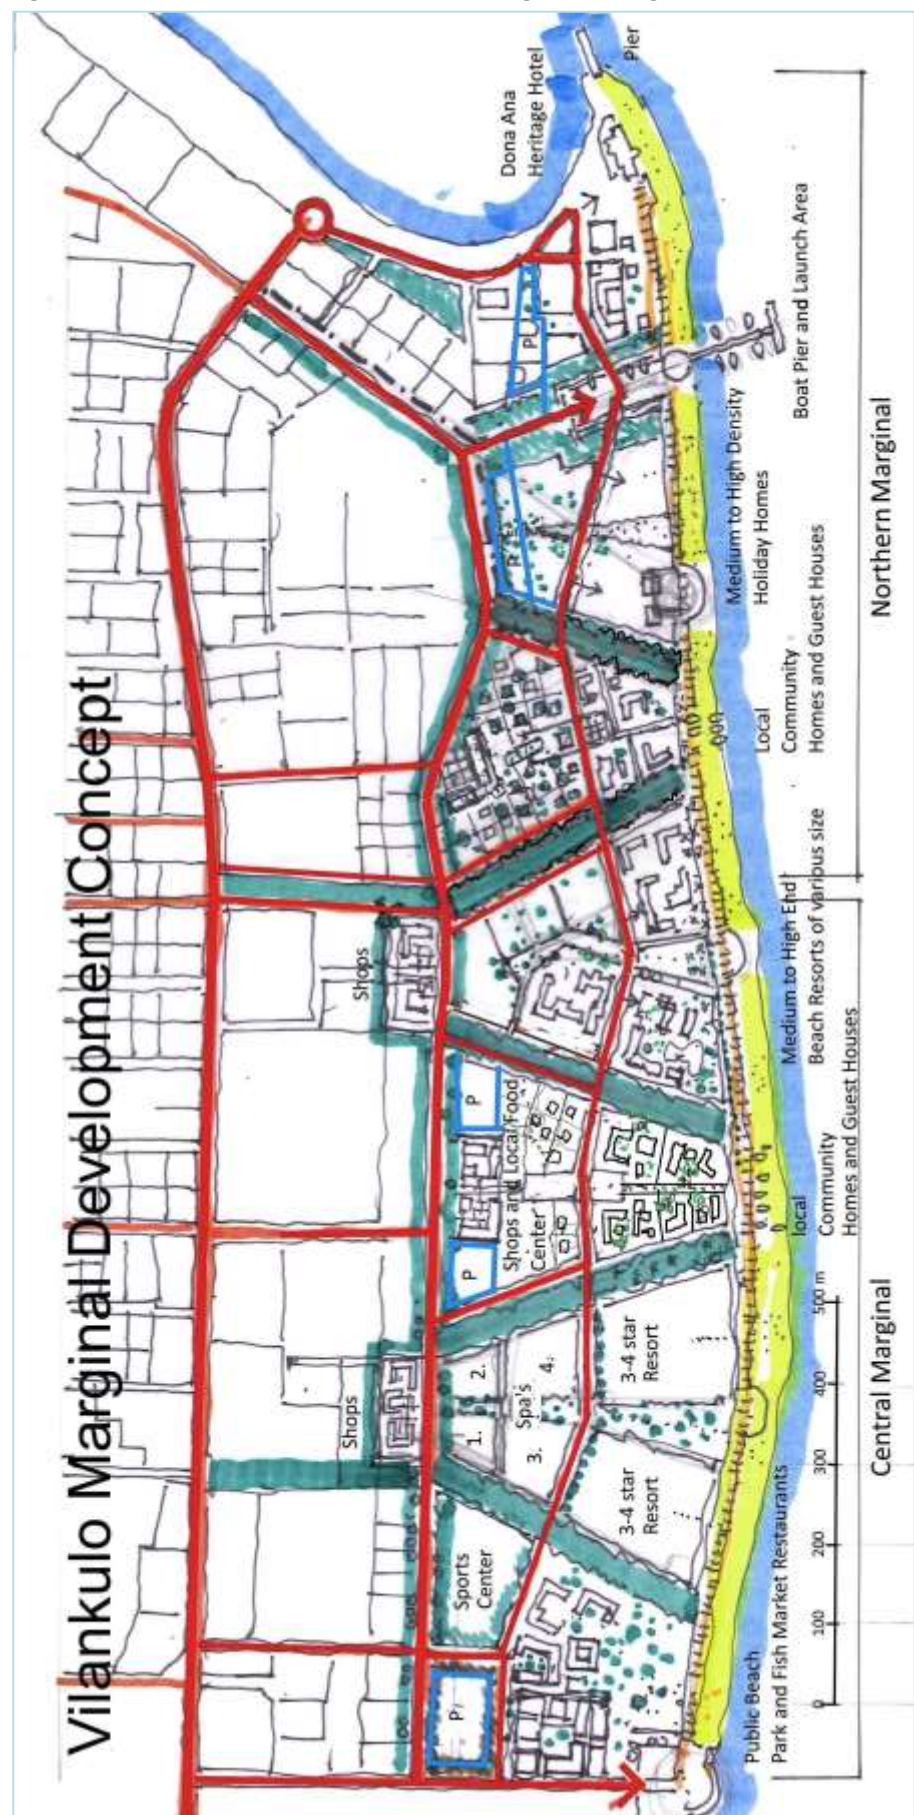 Vilankulo Marginal Development Concept
Pier
Dona Ana
Heritage Hotel
Boat Pier and Launch Area
Medium to High Density
Holiday Homes
Northern Marginal
Local
Community
Homes and Guest Houses
Medium to High End
Beach Resorts of various size
local
Community
Homes and Guest Houses
Central Marginal
Public Beach
Park and Fish Market Restaurants
0
100
200
300
400
500 m
Shops
Shops
Shops and Local Food
Center
P
P
P
P
Spa's
1.
2.
3.
4.
3-4 star
Resort
3-4 star
Resort
Sports
Center